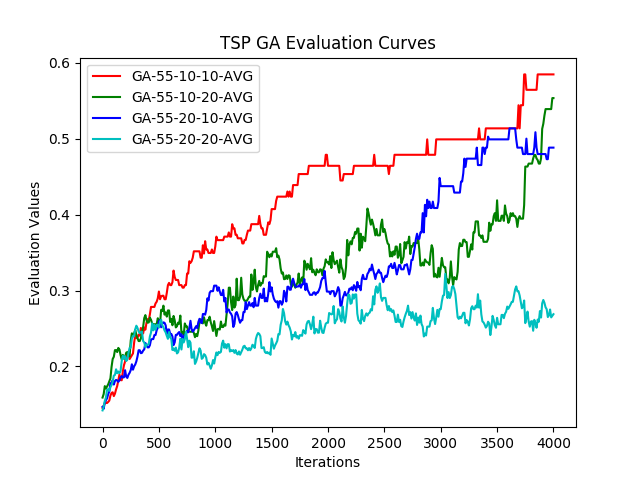 TSP GA Evaluation Curves
GA-55-10-10-AVG
GA-55-10-20-AVG
GA-55-20-10-AVG
GA-55-20-20-AVG
Evaluation Values
0.6
0.5
0.4
0.3
0.2
0 500 1000 1500 2000 2500 3000 3500 4000
Iterations